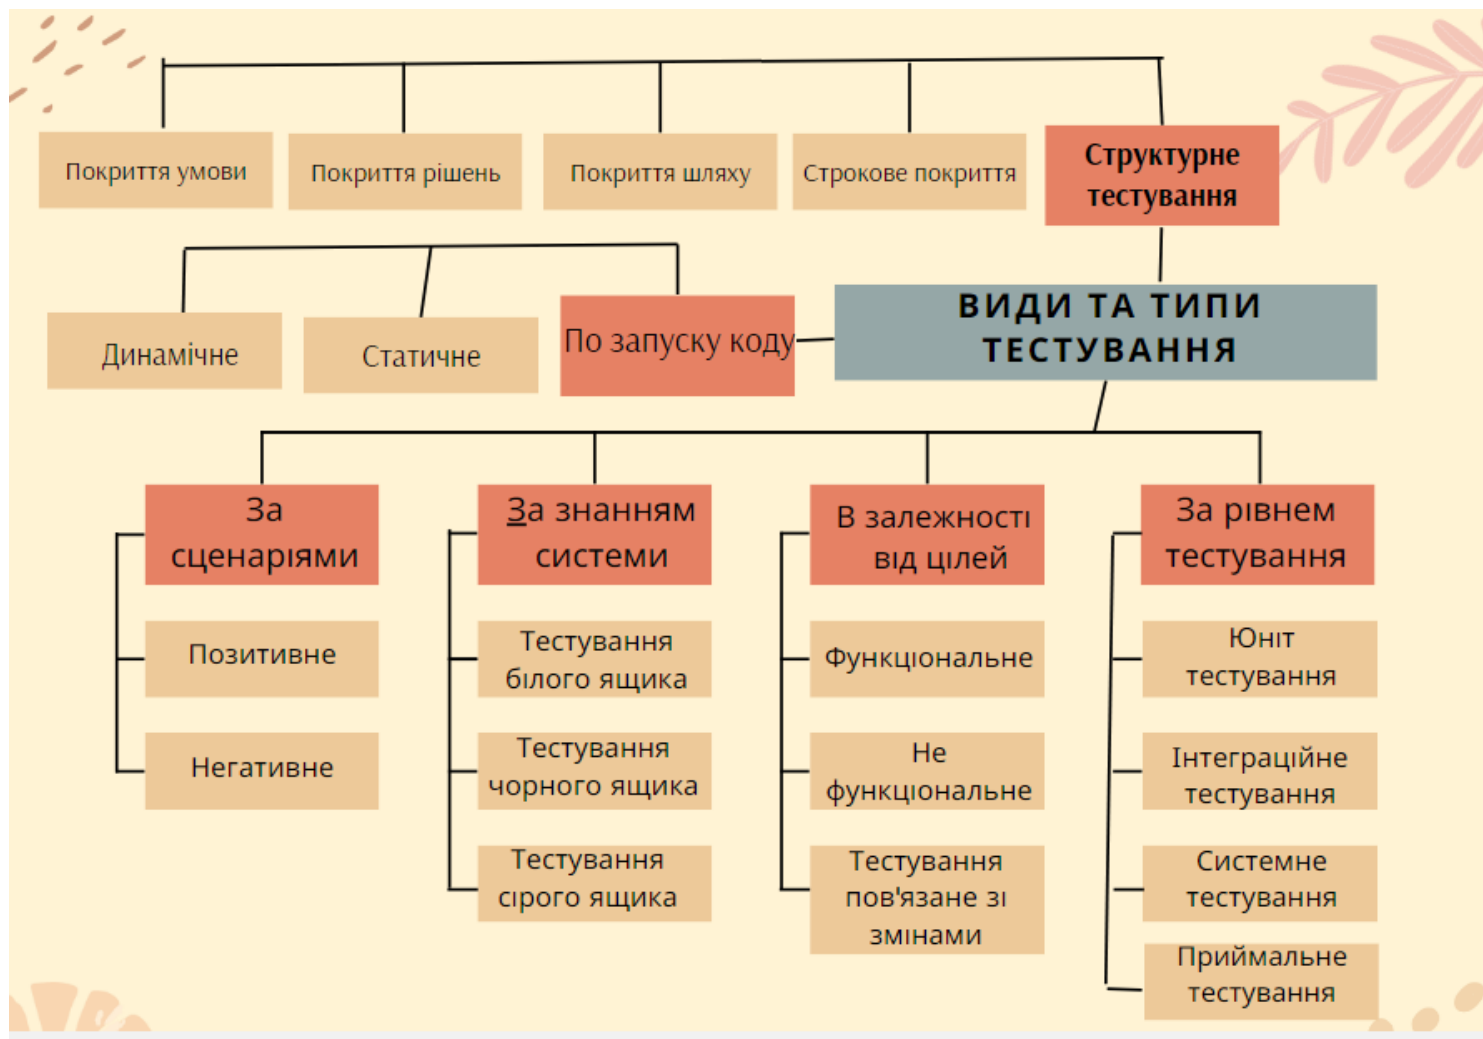 Покриття умови
Покриття рішень
Покриття шляху
Строкове покриття
Структурне
тестування
Динамічне
Статичне
По запуску коду
ВИДИ ТА ТИПИ
ТЕСТУВАННЯ
За
сценаріями
Позитивне
Негативне
За знанням
системи
Тестування
білого ящика
Тестування
чорного ящика
Тестування
сірого ящика
В залежності
від цілей
Функціональне
Не
функціональне
Тестування
пов'язане зі
змінами
За рівнем
тестування
Юніт
тестування
Інтеграційне
тестування
Системне
тестування
Приймальне
тестування